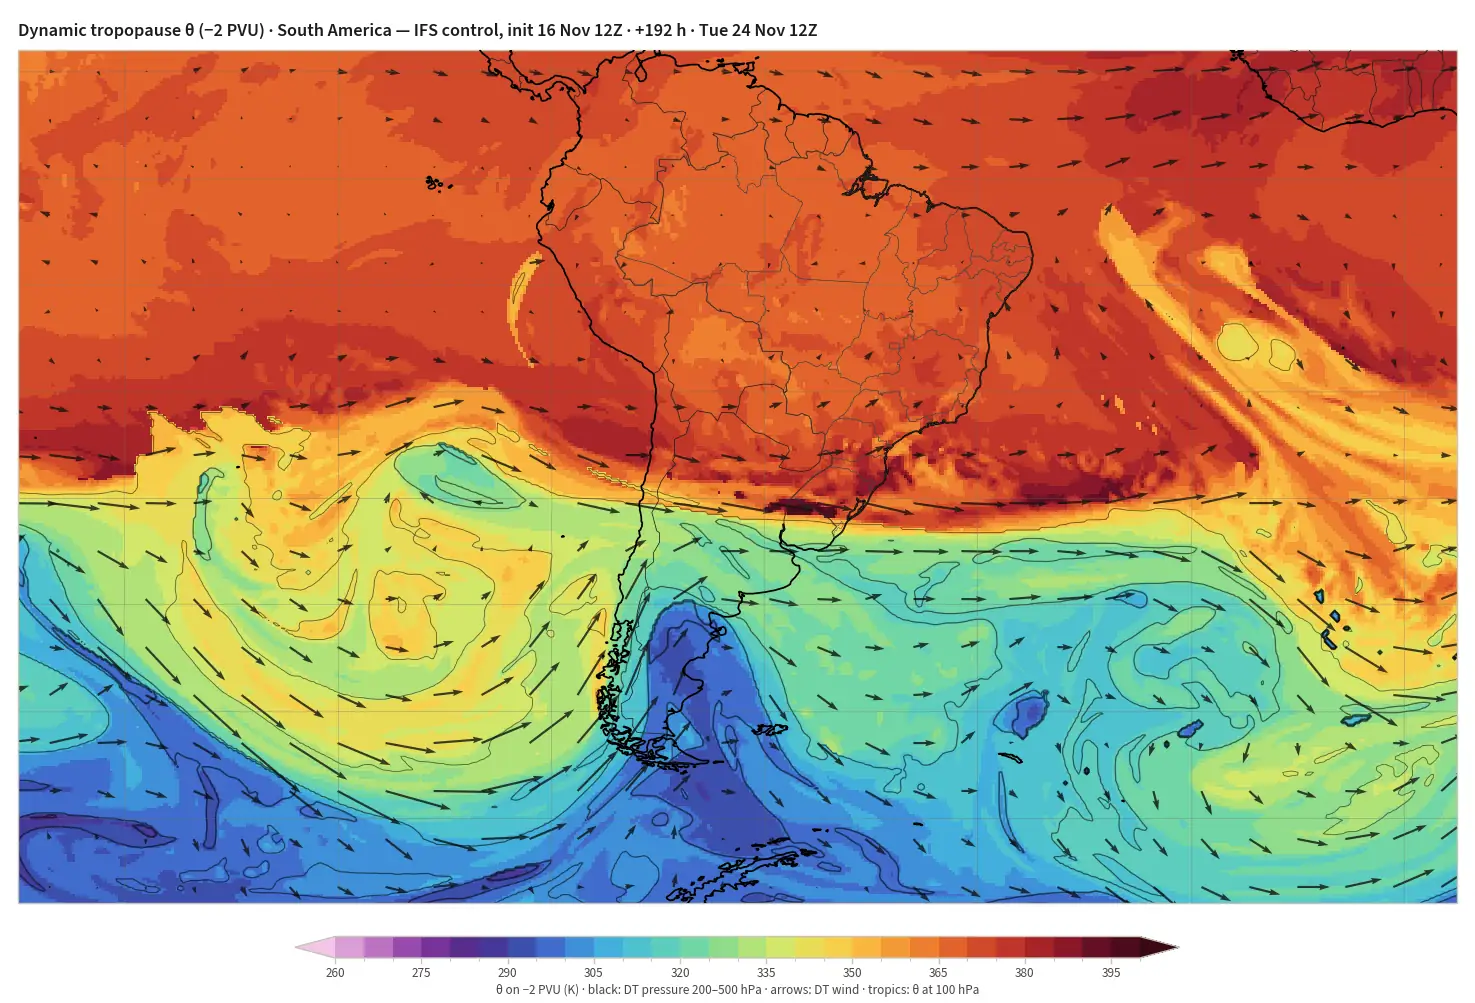 Dynamic tropopause θ (−2 PVU) · South America — IFS control, init 16 Nov 12Z · +192 h · Tue 24 Nov 12Z
260 275 290 305 320 335 350 365 380 395
θ on −2 PVU (K) · black: DT pressure 200–500 hPa · arrows: DT wind · tropics: θ at 100 hPa